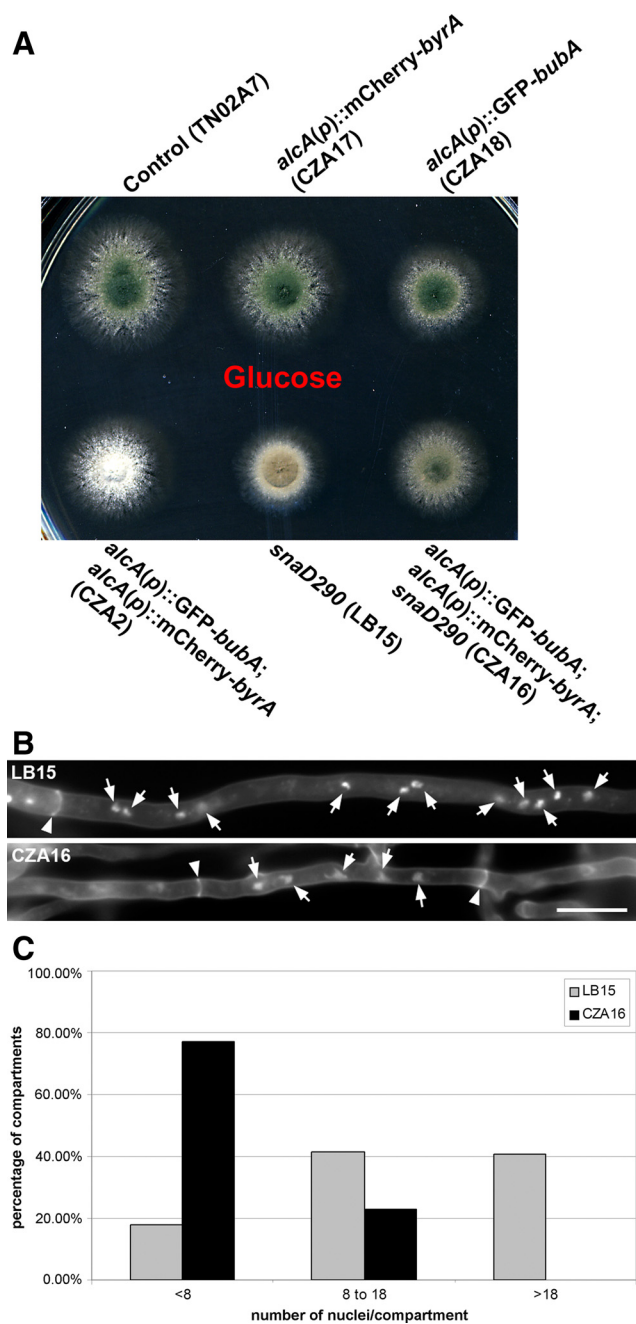 A
Control (TN02A7)
alcA(p)::mCherry-byrA
(CZA17)
alcA(p)::GFP-bubA
(CZA18)
Glucose
alcA(p)::GFP-bubA;
alcA(p)::mCherry-byrA
(CZA2)
snaD290 (LB15)
alcA(p)::GFP-bubA;
alcA(p)::mCherry-byrA;
snaD290 (CZA16)
B
LB15
CZA16
C
100.00%
80.00%
60.00%
40.00%
20.00%
0.00%
percentage of compartments
LB15
CZA16
<8
8 to 18
>18
number of nuclei/compartment